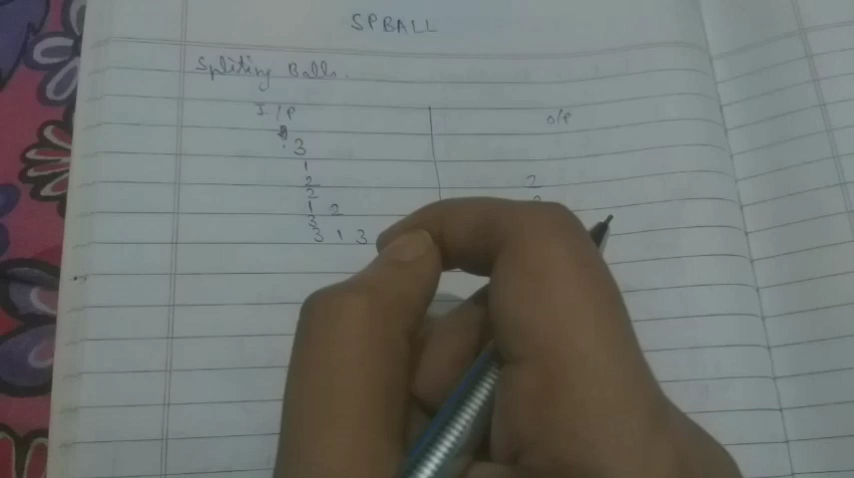 SPBALL
Spliting Balls.
I/P O/P
3
1
2 2
2
1 2
3
3 1 3